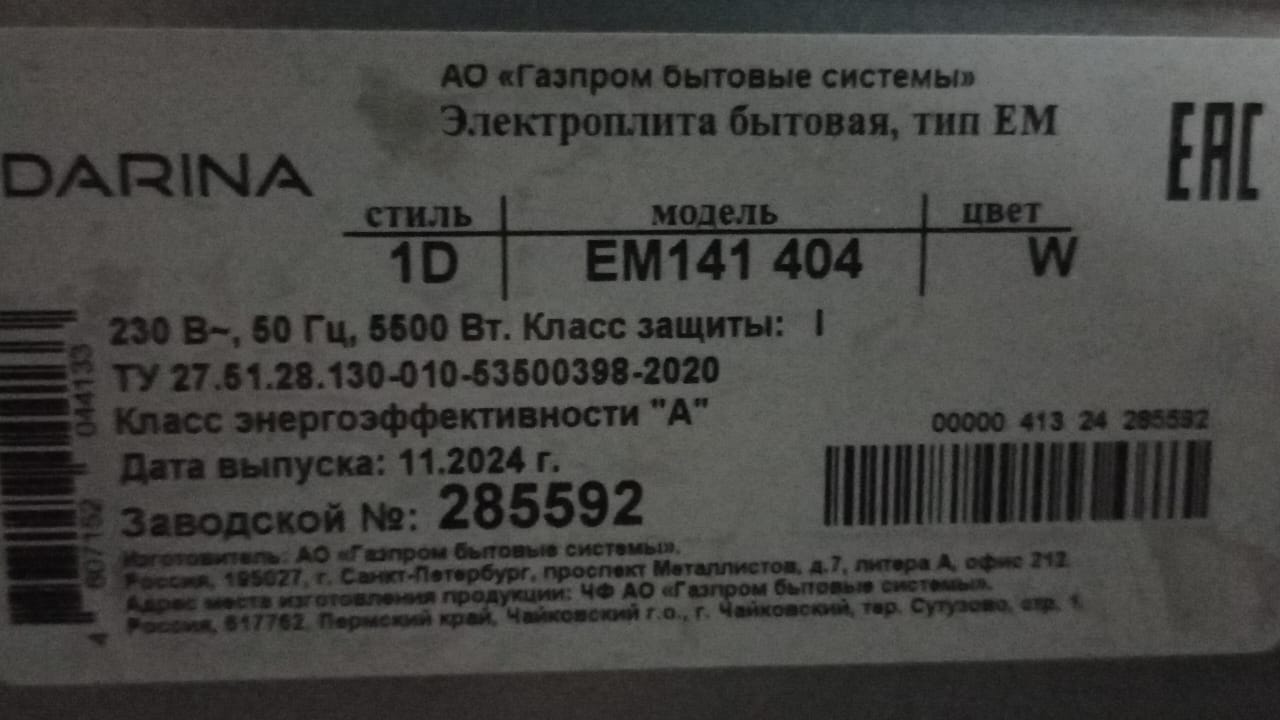 АО «Газпром бытовые системы»
Электроплита бытовая, тип ЕМ
EAC
DARINA
стиль модель цвет
1D EM141 404 W
230 В~, 50 Гц, 5500 Вт. Класс защиты: I
ТУ 27.51.28.130-010-53500398-2020
Класс энергоэффективности "А"
Дата выпуска: 11.2024 г.
Заводской №: 285592
00000 413 24 285592
Изготовитель: АО «Газпром бытовые системы».
Россия, 195027, г. Санкт-Петербург, проспект Металлистов, д.7, литера А, офис 212
Адрес места изготовления продукции: ЧФ АО «Газпром бытовые системы».
Россия, 617762, Пермский край, Чайковский г.о., г. Чайковский, тер. Сутузово, стр. 1
4 607152 044133